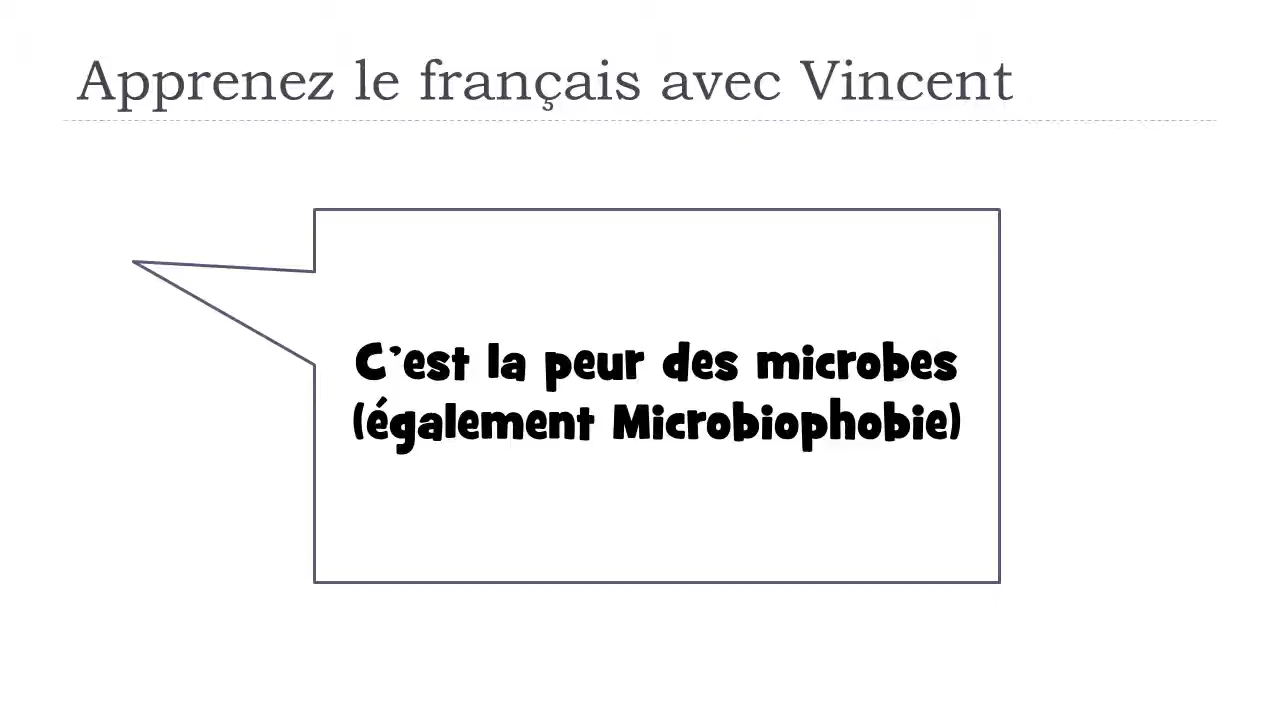 Apprenez le français avec Vincent
C’est la peur des microbes
(également Microbiophobie)